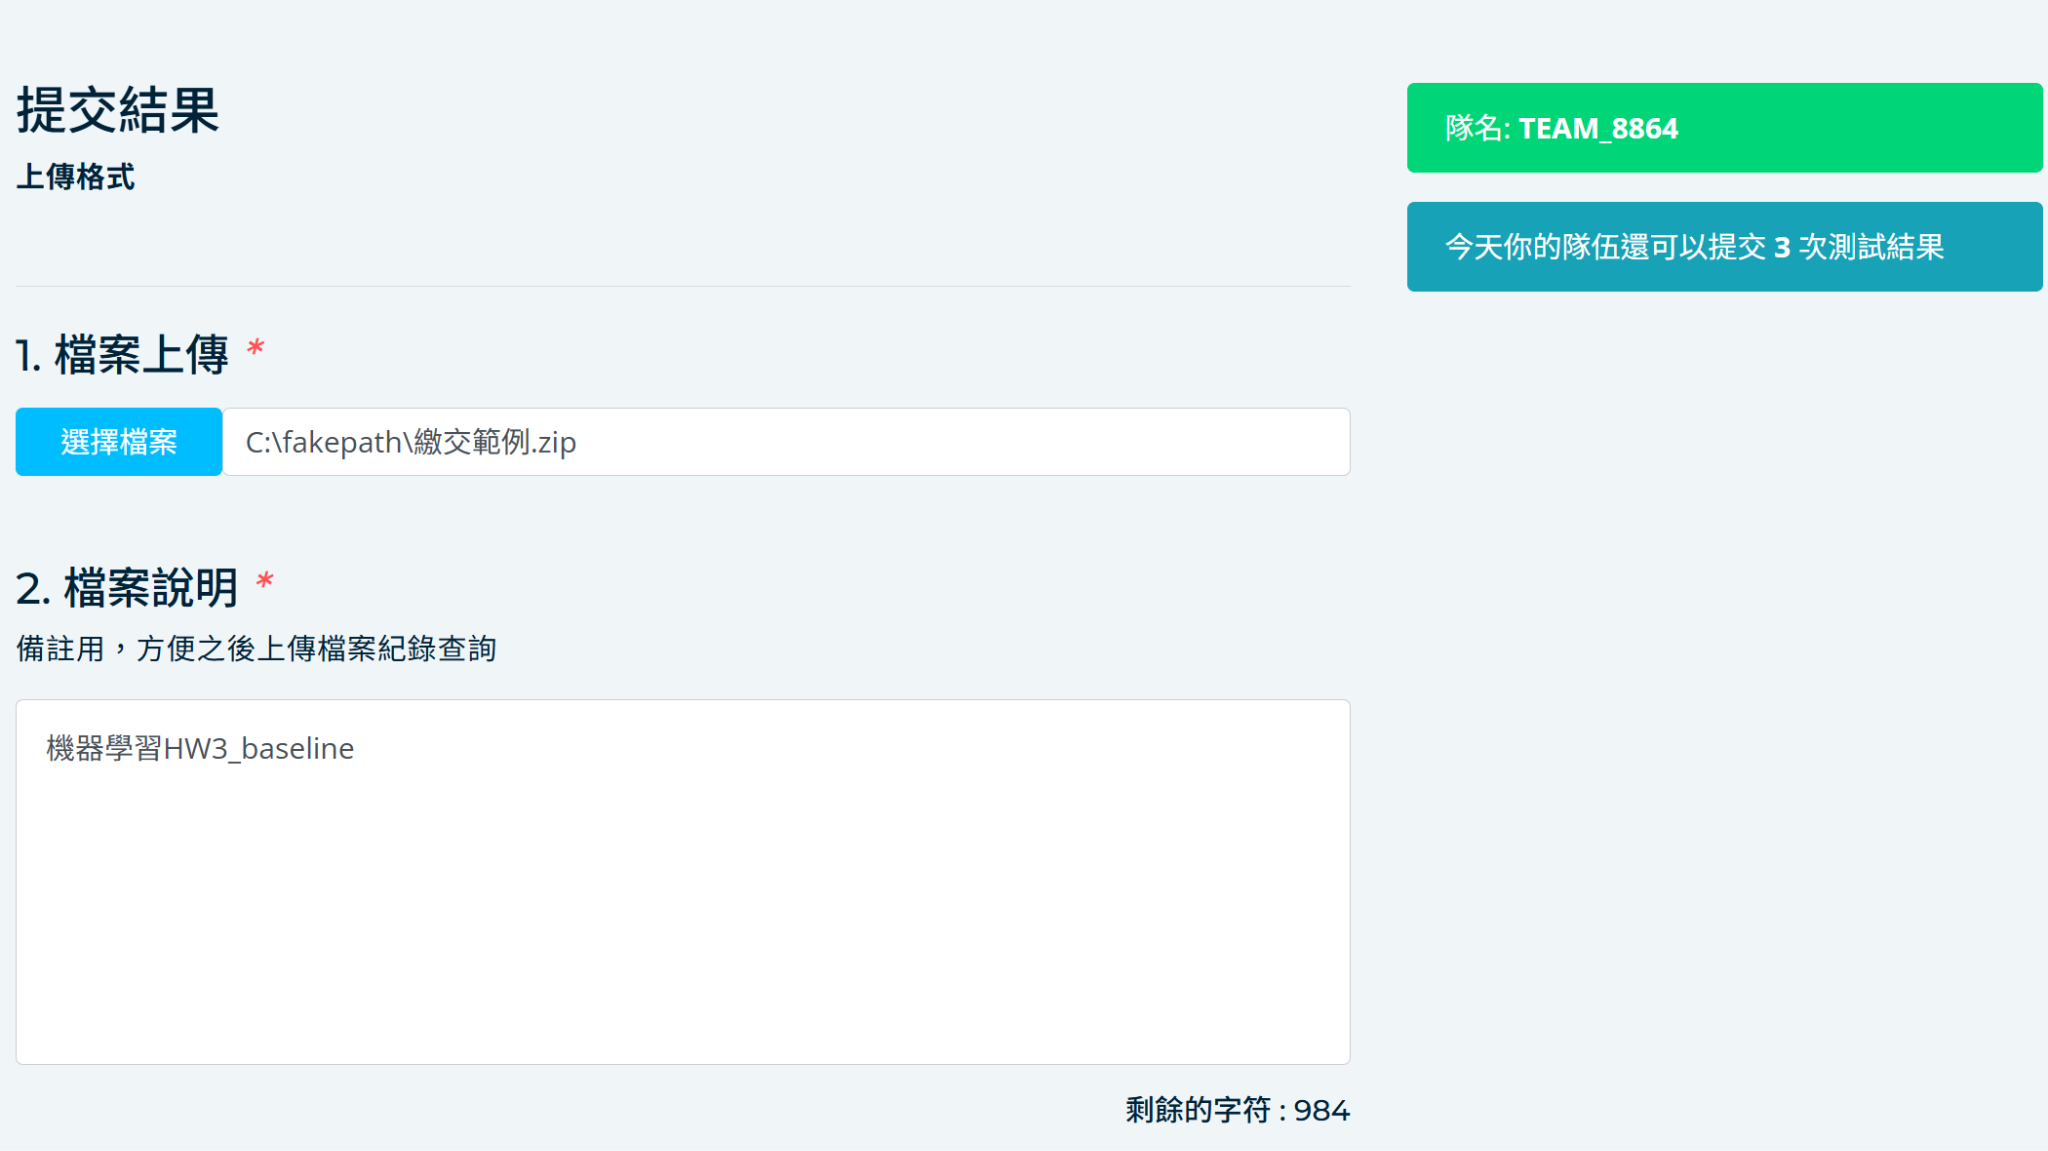 提交結果
上傳格式
隊名: TEAM_8864
今天你的隊伍還可以提交 3 次測試結果
1. 檔案上傳 *
選擇檔案
C:\fakepath\繳交範例.zip
2. 檔案說明 *
備註用，方便之後上傳檔案紀錄查詢
機器學習HW3_baseline
剩餘的字符 : 984